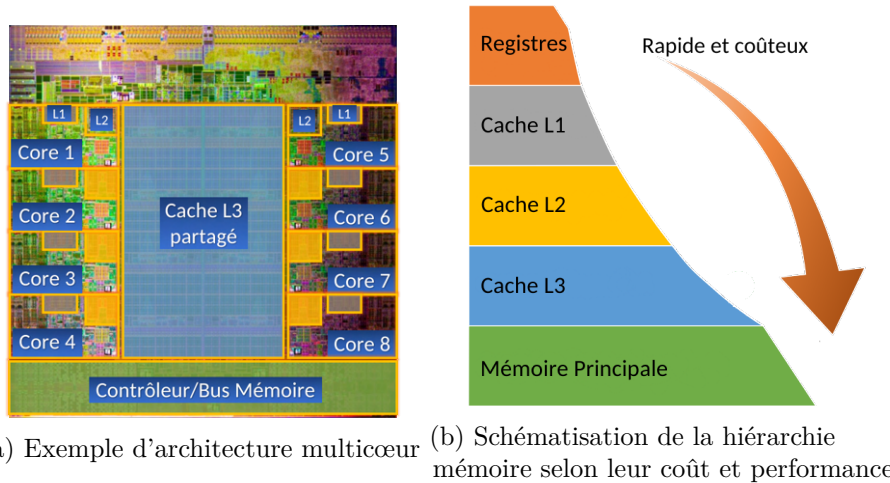 L1
L2
L2
L1
Core 1
Core 5
Core 2
Cache L3
partagé
Core 6
Core 3
Core 7
Core 4
Core 8
Contrôleur/Bus Mémoire
) Exemple d'architecture multicœur
Registres
Rapide et coûteux
Cache L1
Cache L2
Cache L3
Mémoire Principale
(b) Schématisation de la hiérarchie
mémoire selon leur coût et performance